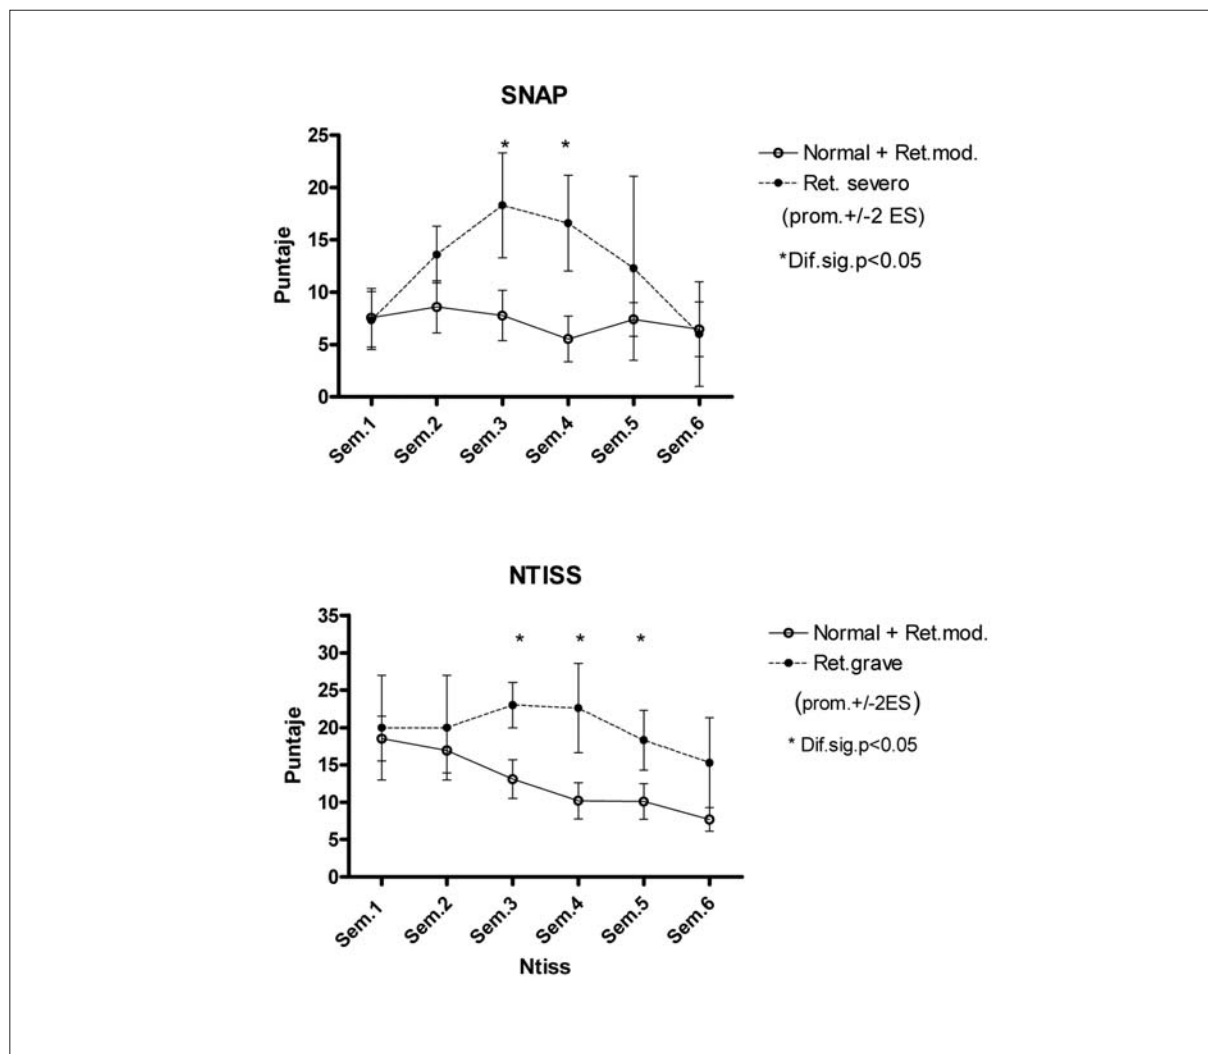 SNAP
25
20
15
10
5
0
Puntaje
Sem.1
Sem.2
Sem.3
Sem.4
Sem.5
Sem.6
* *
Normal + Ret.mod.
Ret. severo
(prom.+/-2 ES)
*Dif.sig.p<0.05
NTISS
35
30
25
20
15
10
5
0
Puntaje
Sem.1
Sem.2
Sem.3
Sem.4
Sem.5
Sem.6
Ntiss
* * *
Normal + Ret.mod.
Ret.grave
(prom.+/-2ES)
* Dif.sig.p<0.05